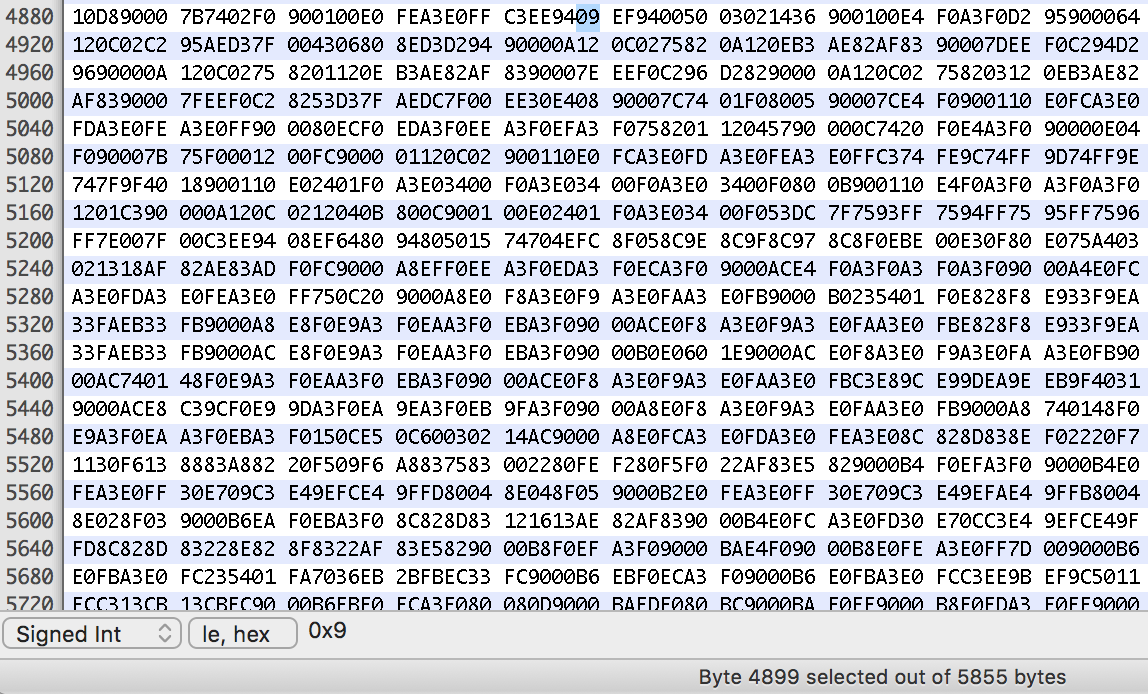 4880 10D89000 7B7402F0 900100E0 FEA3E0FF C3EE9409 EF940050 03021436 900100E4 F0A3F0D2 95900064
4920 120C02C2 95AED37F 00430680 8ED3D294 90000A12 0C027582 0A120EB3 AE82AF83 90007DEE F0C294D2
4960 9690000A 120C0275 8201120E B3AE82AF 8390007E EEF0C296 D2829000 0A120C02 75820312 0EB3AE82
5000 AF839000 7FEEF0C2 8253D37F AEDC7F00 EE30E408 90007C74 01F08005 90007CE4 F0900110 E0FCA3E0
5040 FDA3E0FE A3E0FF90 0080ECF0 EDA3F0EE A3F0EFA3 F0758201 12045790 000C7420 F0E4A3F0 90000E04
5080 F090007B 75F00012 00FC9000 01120C02 900110E0 FCA3E0FD A3E0FEA3 E0FFC374 FE9C74FF 9D74FF9E
5120 747F9F40 18900110 E02401F0 A3E03400 F0A3E034 00F0A3E0 3400F080 0B900110 E4F0A3F0 A3F0A3F0
5160 1201C390 000A120C 0212040B 800C9001 00E02401 F0A3E034 00F053DC 7F7593FF 7594FF75 95FF7596
5200 FF7E007F 00C3EE94 08EF6480 94805015 74704EFC 8F058C9E 8C9F8C97 8C8F0EBE 00E30F80 E075A403
5240 021318AF 82AE83AD F0FC9000 A8EFF0EE A3F0EDA3 F0ECA3F0 9000ACE4 F0A3F0A3 F0A3F090 00A4E0FC
5280 A3E0FDA3 E0FEA3E0 FF750C20 9000A8E0 F8A3E0F9 A3E0FAA3 E0FB9000 B0235401 F0E828F8 E933F9EA
5320 33FAEB33 FB9000A8 E8F0E9A3 F0EAA3F0 EBA3F090 00ACE0F8 A3E0F9A3 E0FAA3E0 FBE828F8 E933F9EA
5360 33FAEB33 FB9000AC E8F0E9A3 F0EAA3F0 EBA3F090 00B0E060 1E9000AC E0F8A3E0 F9A3E0FA A3E0FB90
5400 00AC7401 48F0E9A3 F0EAA3F0 EBA3F090 00ACE0F8 A3E0F9A3 E0FAA3E0 FBC3E89C E99DEA9E EB9F4031
5440 9000ACE8 C39CF0E9 9DA3F0EA 9EA3F0EB 9FA3F090 00A8E0F8 A3E0F9A3 E0FAA3E0 FB9000A8 740148F0
5480 E9A3F0EA A3F0EBA3 F0150CE5 0C600302 14AC9000 A8E0FCA3 E0FDA3E0 FEA3E08C 828D838E F02220F7
5520 1130F613 8883A882 20F509F6 A8837583 002280FE F280F5F0 22AF83E5 829000B4 F0EFA3F0 9000B4E0
5560 FEA3E0FF 30E709C3 E49EFCE4 9FFD8004 8E048F05 9000B2E0 FEA3E0FF 30E709C3 E49EFAE4 9FFB8004
5600 8E028F03 9000B6EA F0EBA3F0 8C828D83 121613AE 82AF8390 00B4E0FC A3E0FD30 E70CC3E4 9EFCE49F
5640 FD8C828D 83228E82 8F8322AF 83E58290 00B8F0EF A3F09000 BAE4F090 00B8E0FE A3E0FF7D 009000B6
5680 E0FBA3E0 FC235401 FA7036EB 2BFBEC33 FC9000B6 EBF0ECA3 F09000B6 E0FBA3E0 FCC3EE9B EF9C5011
5720 ECC313CB 13CBFC90 00B6EBF0 ECA3F080 080D9000 BAEDF080 BC9000BA E0FF9000 B8F0EDA3 F0EF9000
Signed Int le, hex 0x9
Byte 4899 selected out of 5855 bytes